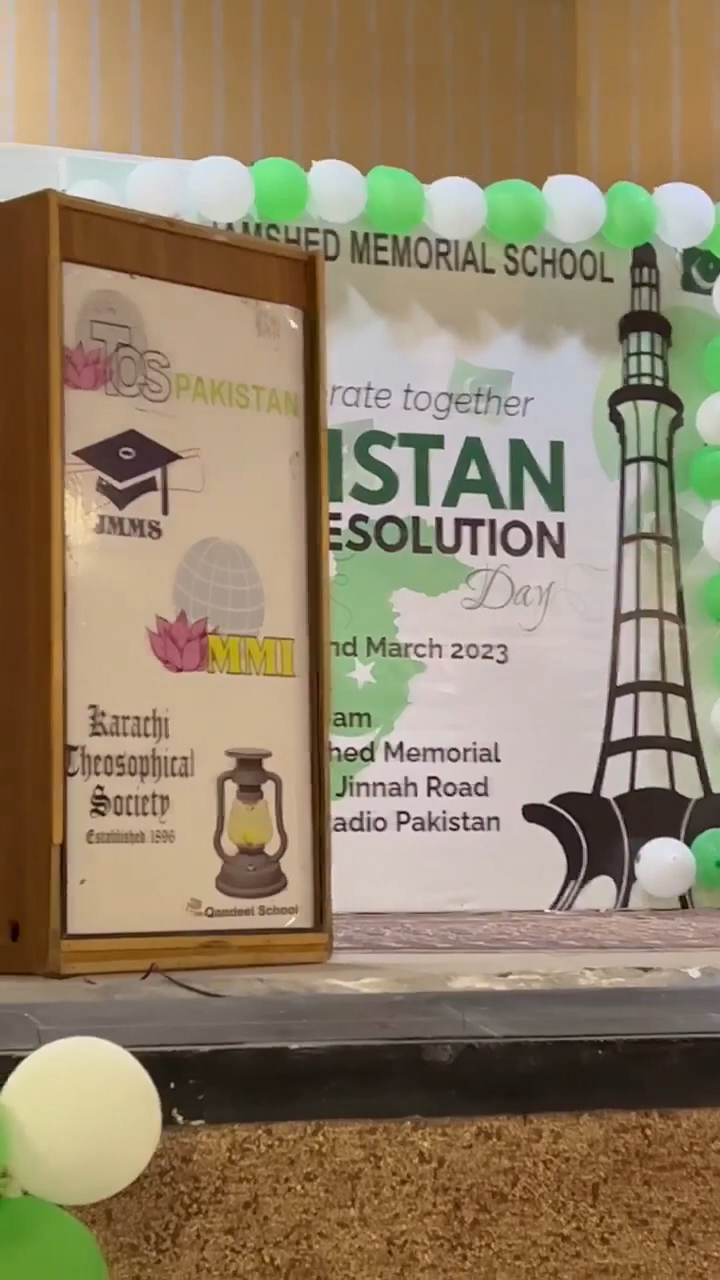 TOS PAKISTAN
JMMS
MMI
Karachi
Theosophical
Society
Established 1896
Qandeel School
JAMSHED MEMORIAL SCHOOL
rate together
ISTAN
ESOLUTION
Day
nd March 2023
am
hed Memorial
Jinnah Road
adio Pakistan